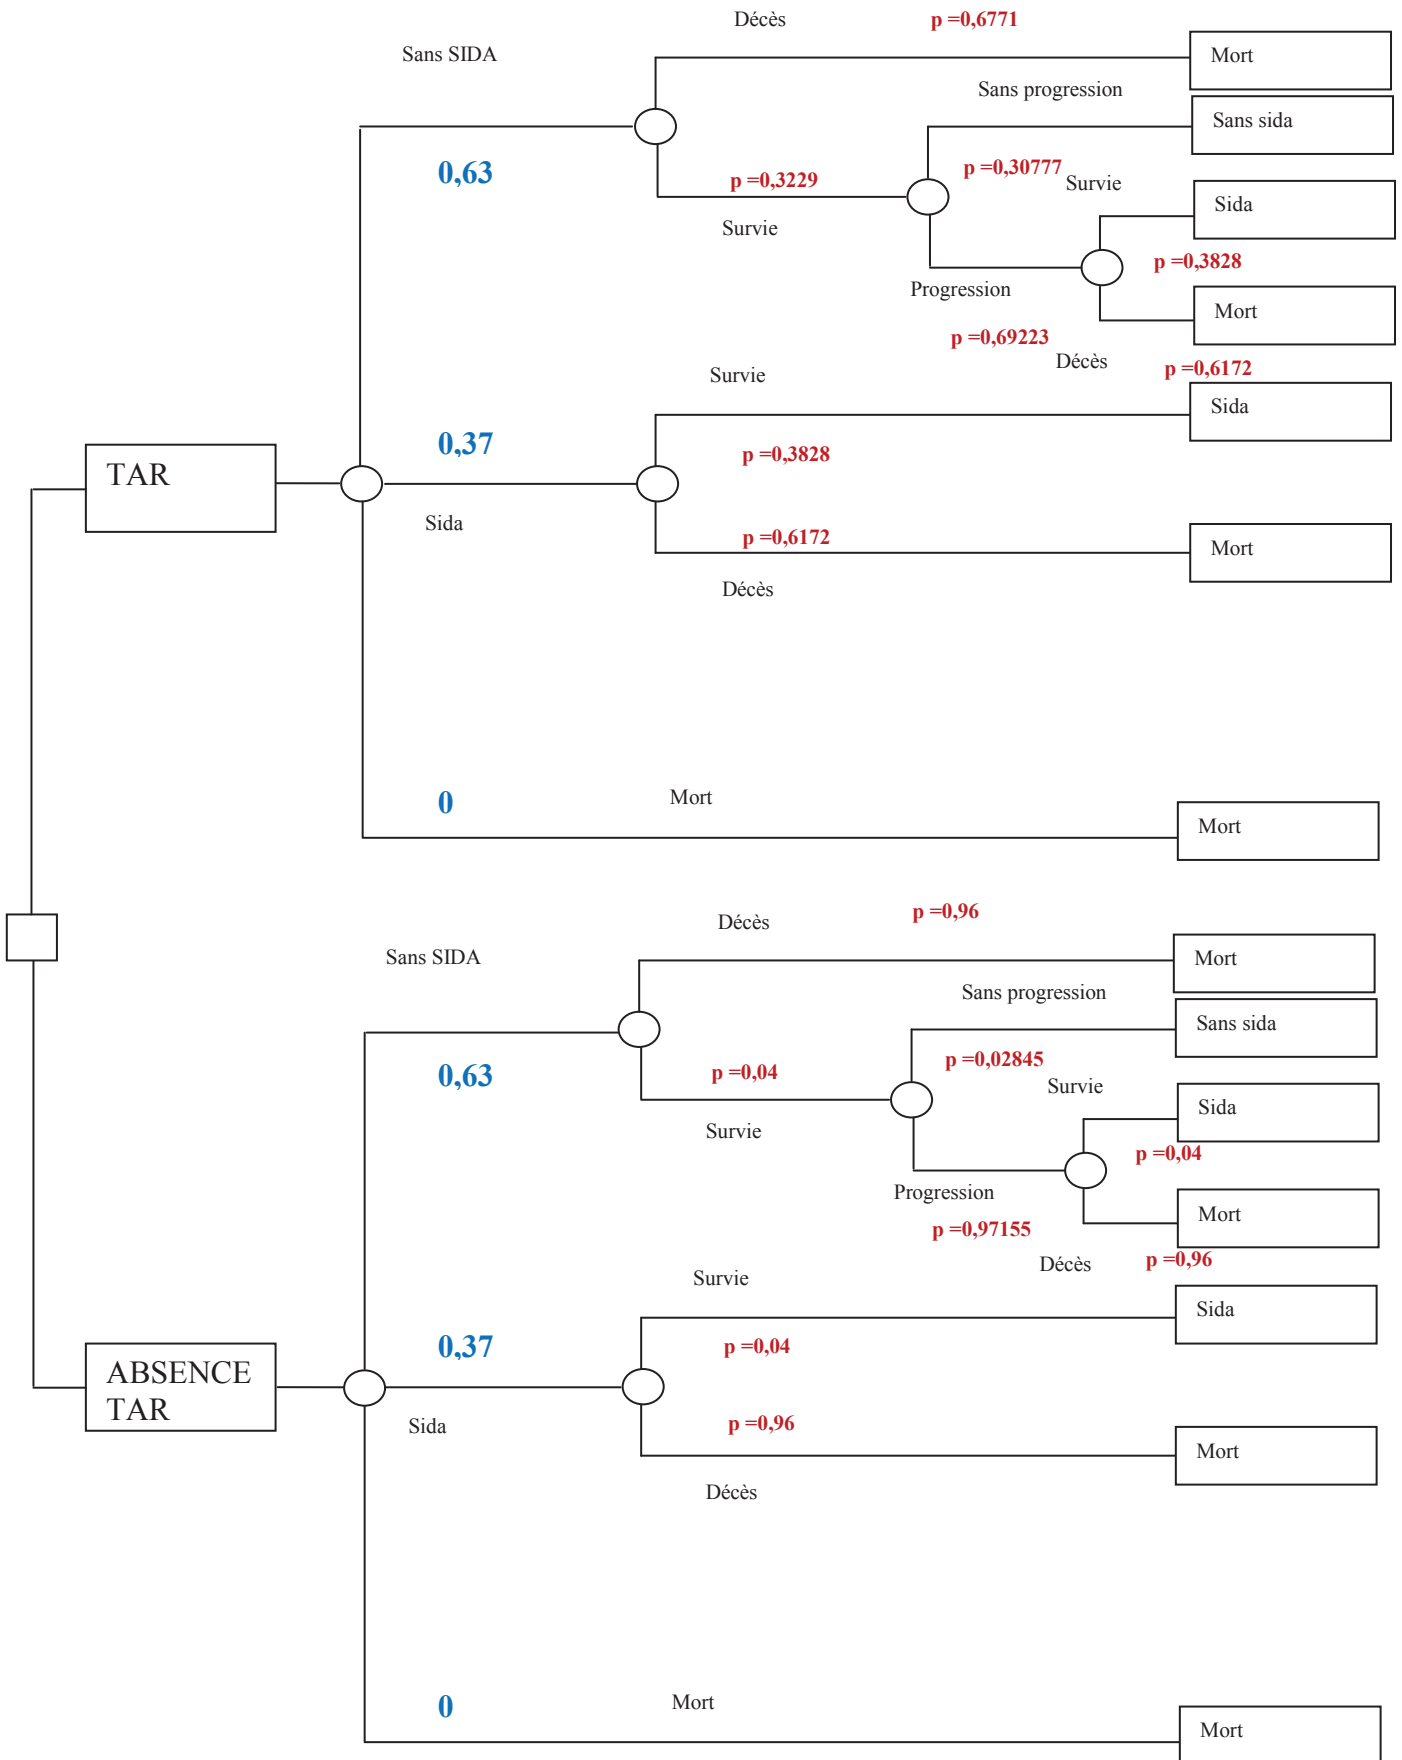 Décès
p =0,6771
Sans SIDA
Mort
Sans progression
Sans sida
0,63
p =0,3229
p =0,30777
Survie
Sida
Survie
p =0,3828
Progression
Mort
p =0,69223
Décès
p =0,6172
Survie
Sida
0,37
p =0,3828
TAR
Sida
p =0,6172
Mort
Décès
0
Mort
Mort
Décès
p =0,96
Sans SIDA
Mort
Sans progression
Sans sida
0,63
p =0,04
p =0,02845
Survie
Sida
Survie
p =0,04
Progression
Mort
p =0,97155
Décès
p =0,96
Survie
Sida
0,37
p =0,04
ABSENCE
TAR
Sida
p =0,96
Mort
Décès
0
Mort
Mort